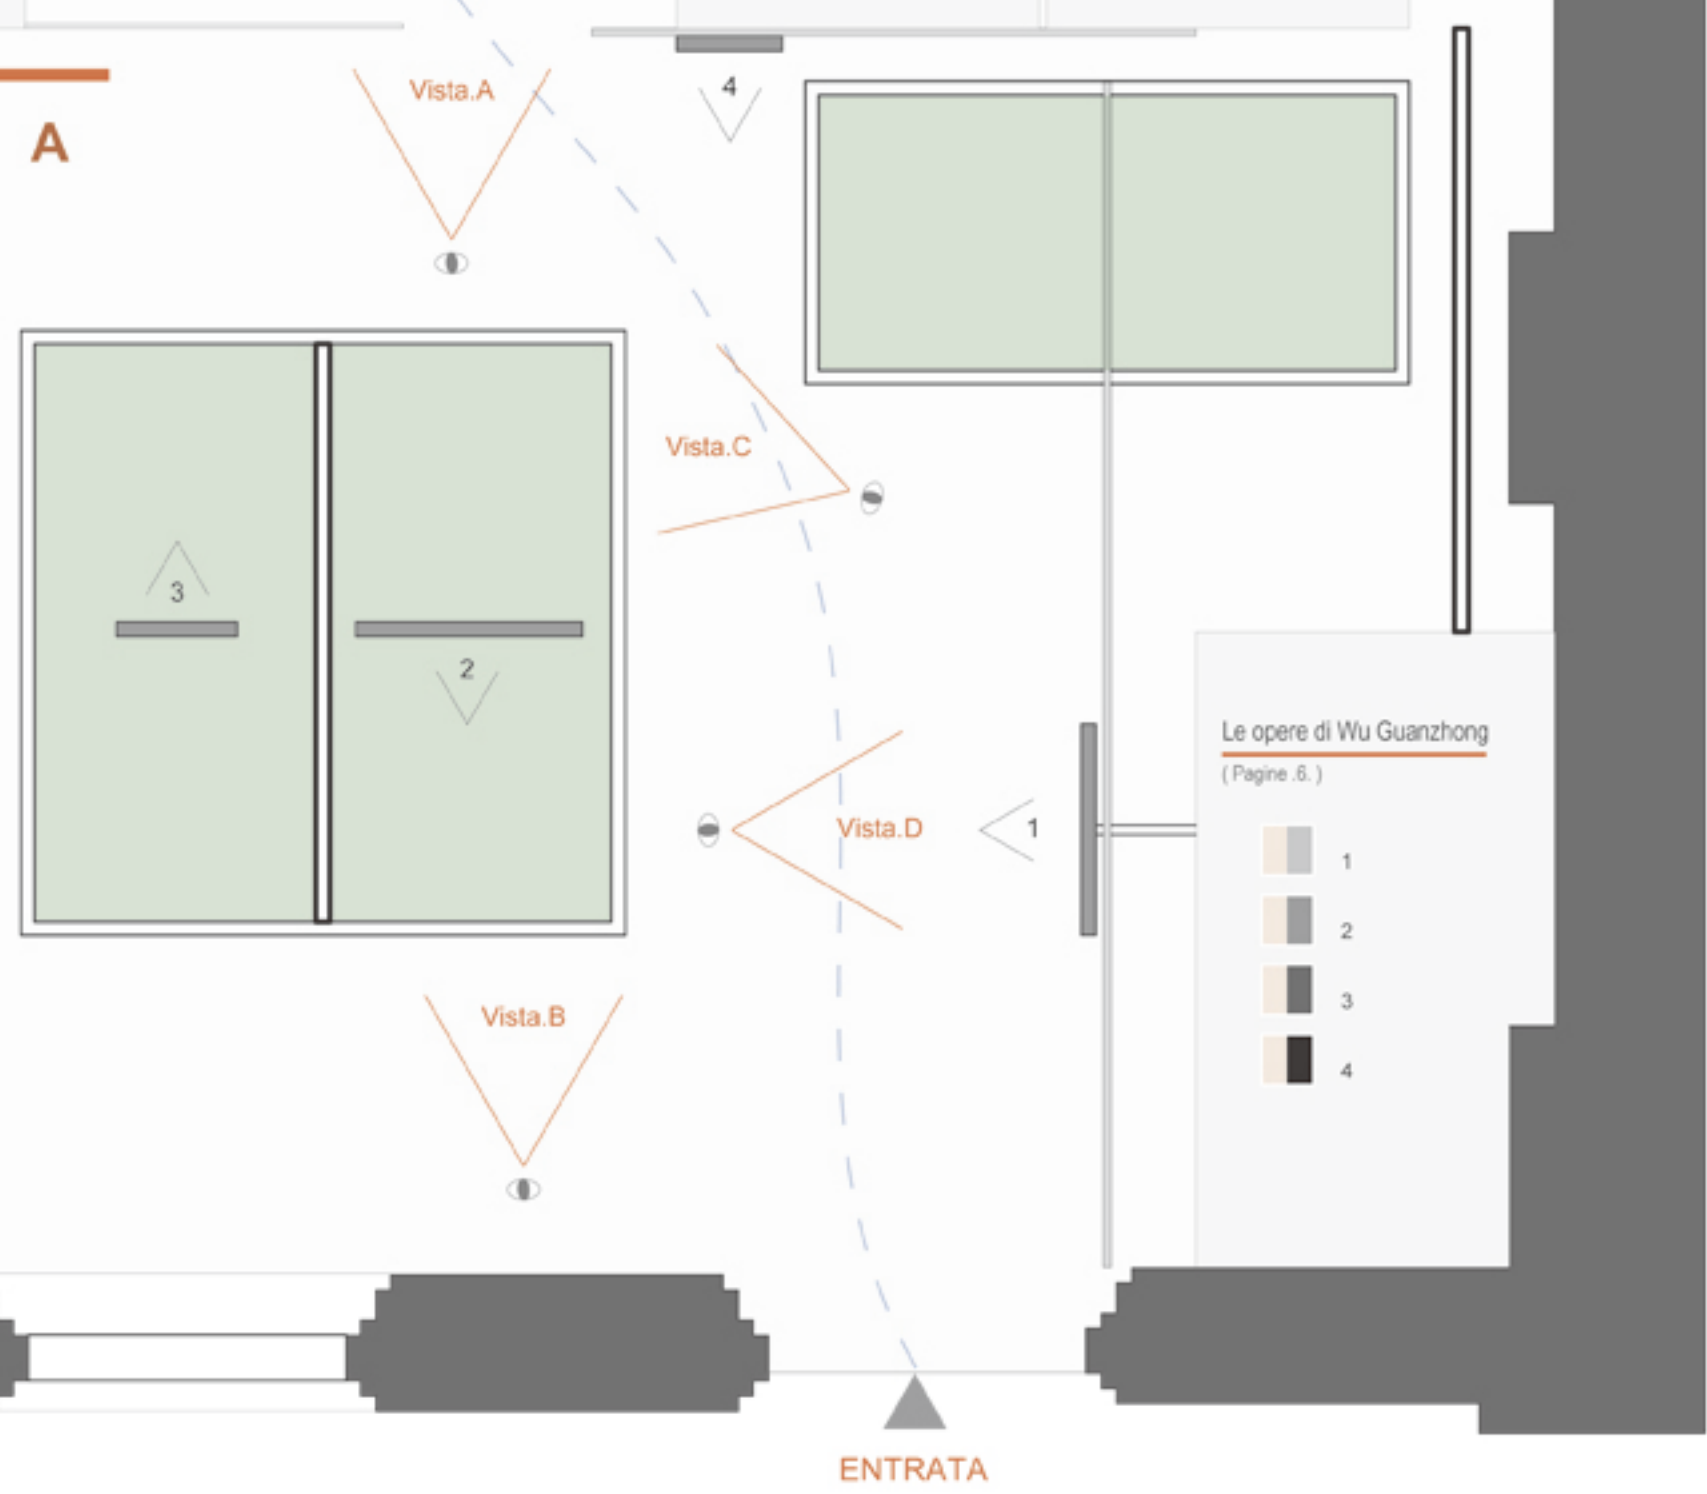 Vista.A
4
A
Vista.C
3
2
Le opere di Wu Guanzhong
( Pagine .6. )
Vista.D
1
1
2
3
4
Vista.B
ENTRATA